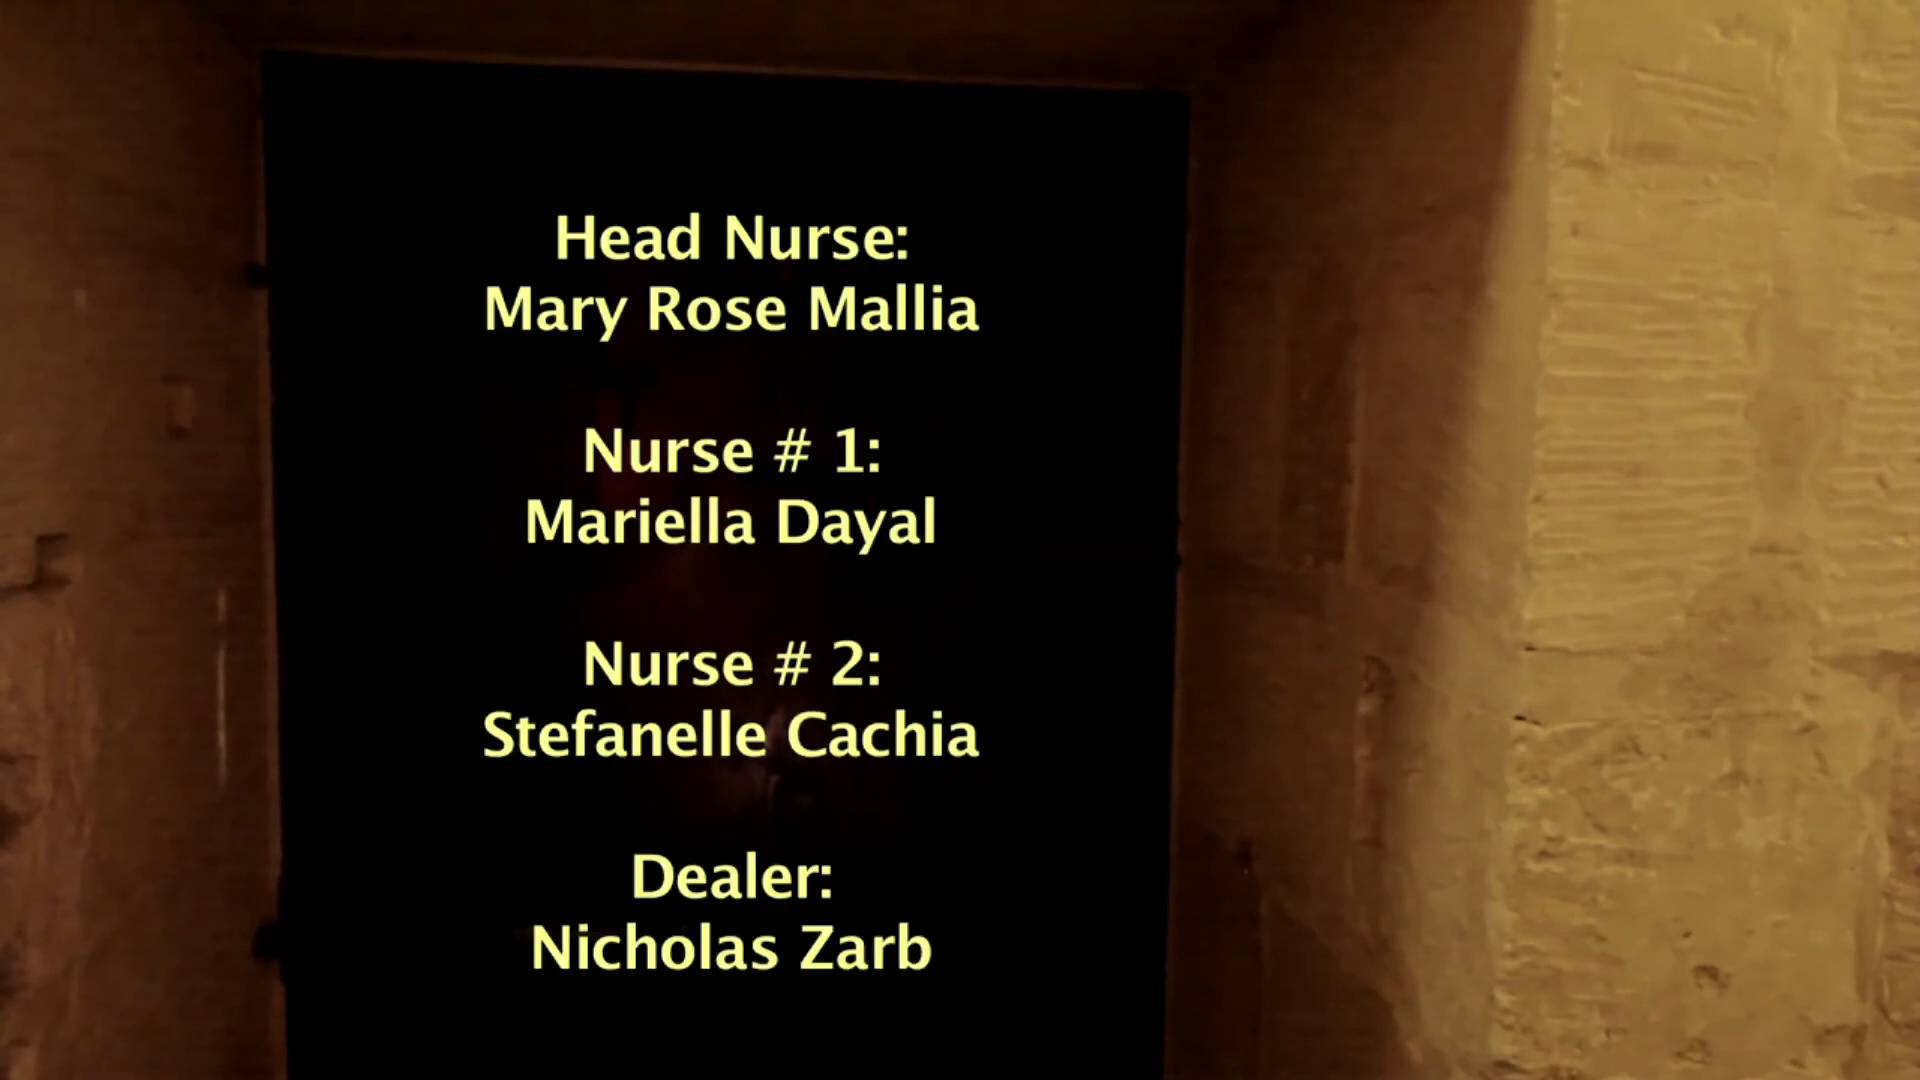 Head Nurse:
Mary Rose Mallia
Nurse # 1:
Mariella Dayal
Nurse # 2:
Stefanelle Cachia
Dealer:
Nicholas Zarb